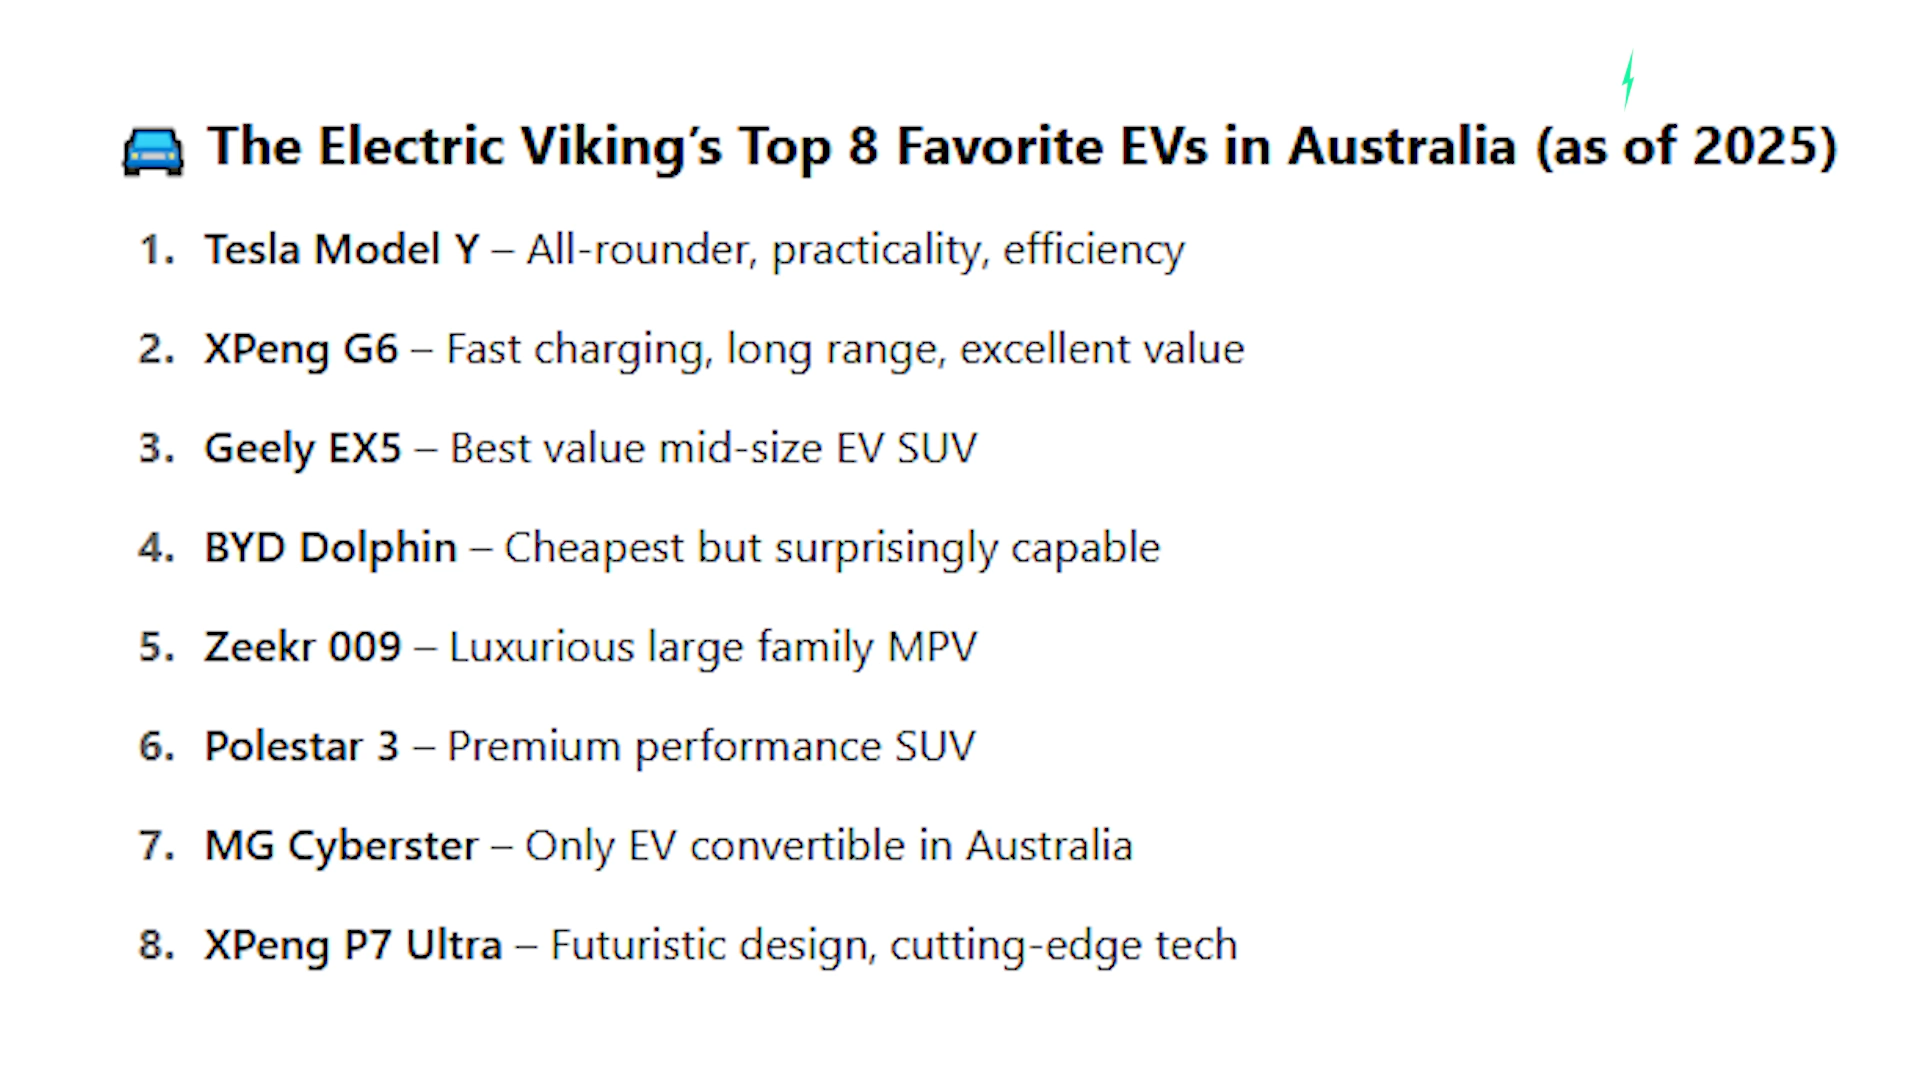 The Electric Viking’s Top 8 Favorite EVs in Australia (as of 2025)
1. Tesla Model Y – All-rounder, practicality, efficiency
2. XPeng G6 – Fast charging, long range, excellent value
3. Geely EX5 – Best value mid-size EV SUV
4. BYD Dolphin – Cheapest but surprisingly capable
5. Zeekr 009 – Luxurious large family MPV
6. Polestar 3 – Premium performance SUV
7. MG Cyberster – Only EV convertible in Australia
8. XPeng P7 Ultra – Futuristic design, cutting-edge tech